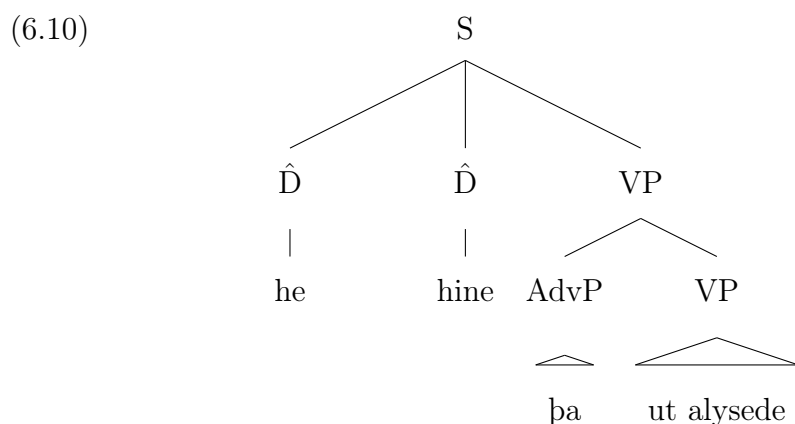 (6.10) S
D̂ D̂ VP
he hine AdvP VP
þa ut alysede